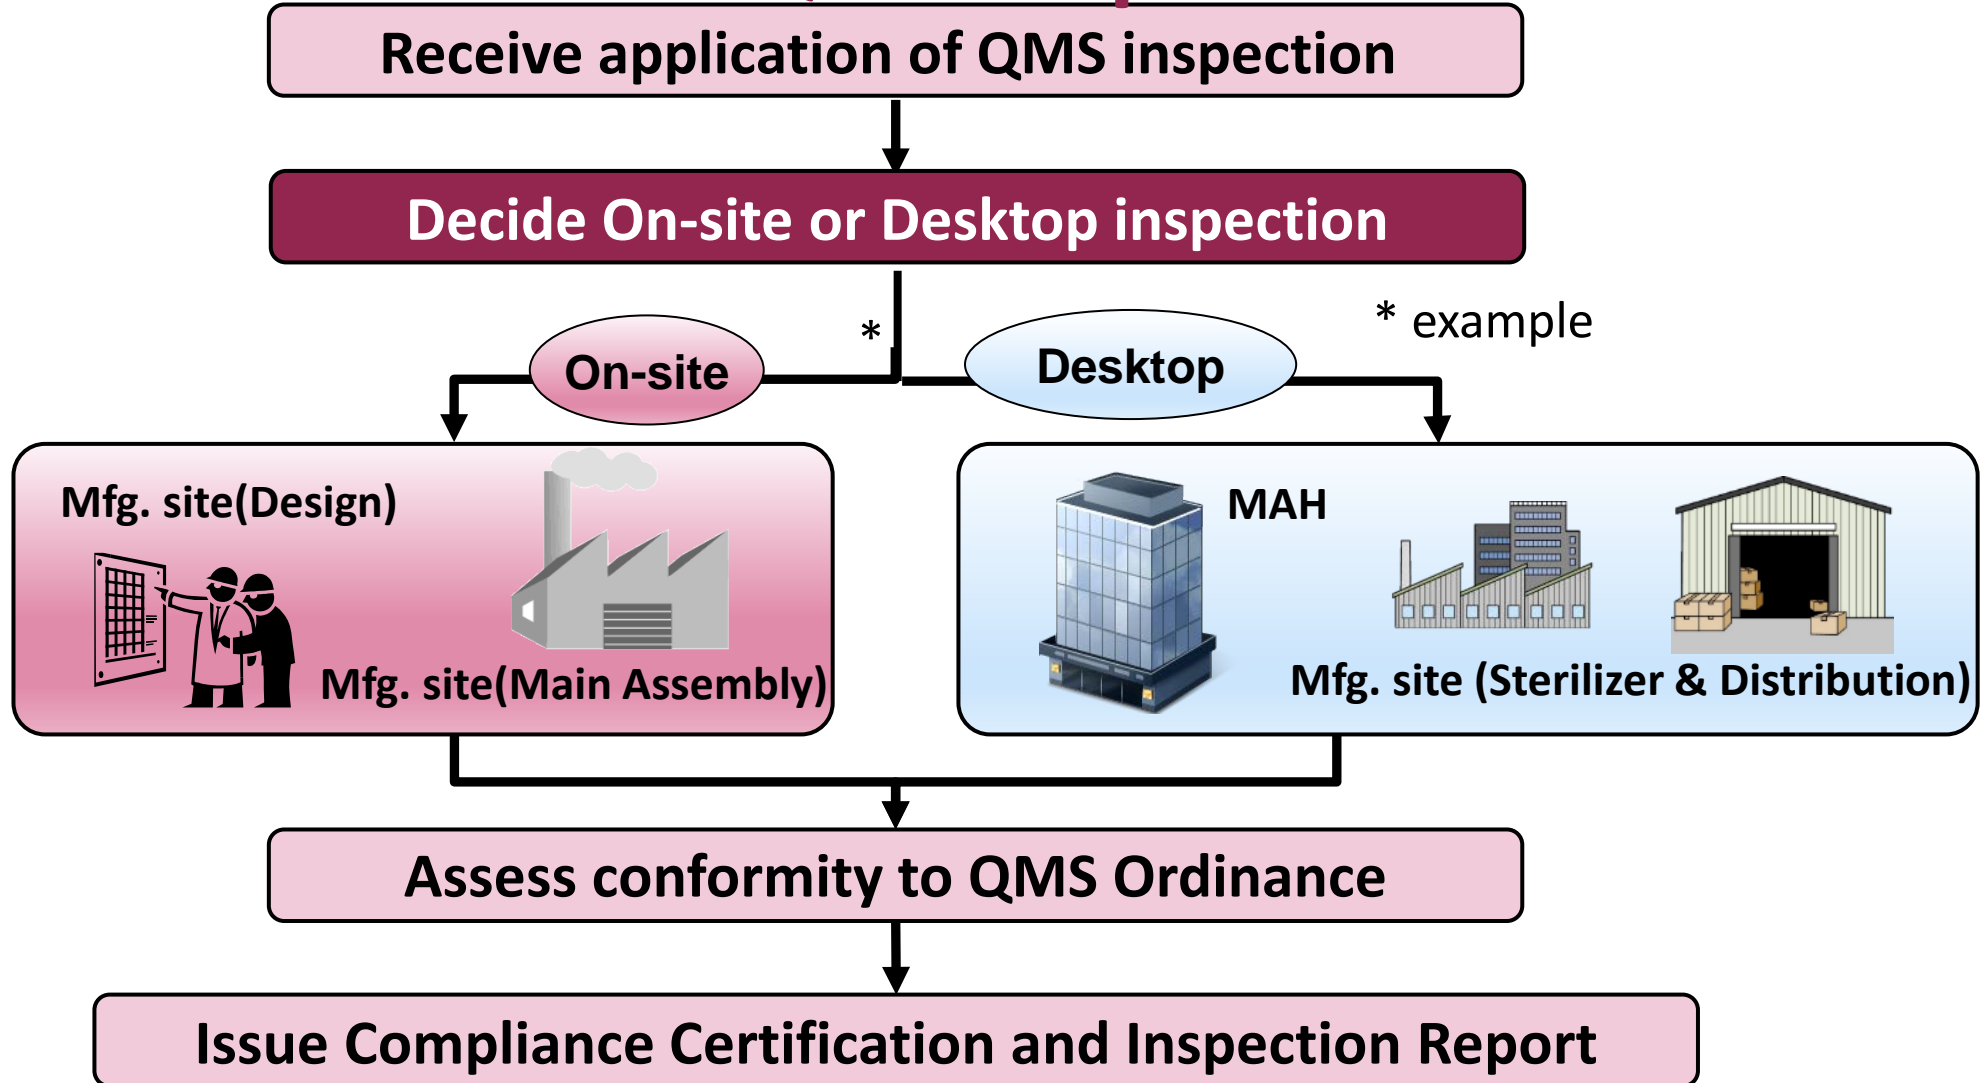 Receive application of QMS inspection
Decide On-site or Desktop inspection
*
* example
On-site
Desktop
Mfg. site(Design)
Mfg. site(Main Assembly)
MAH
Mfg. site (Sterilizer & Distribution)
Assess conformity to QMS Ordinance
Issue Compliance Certification and Inspection Report